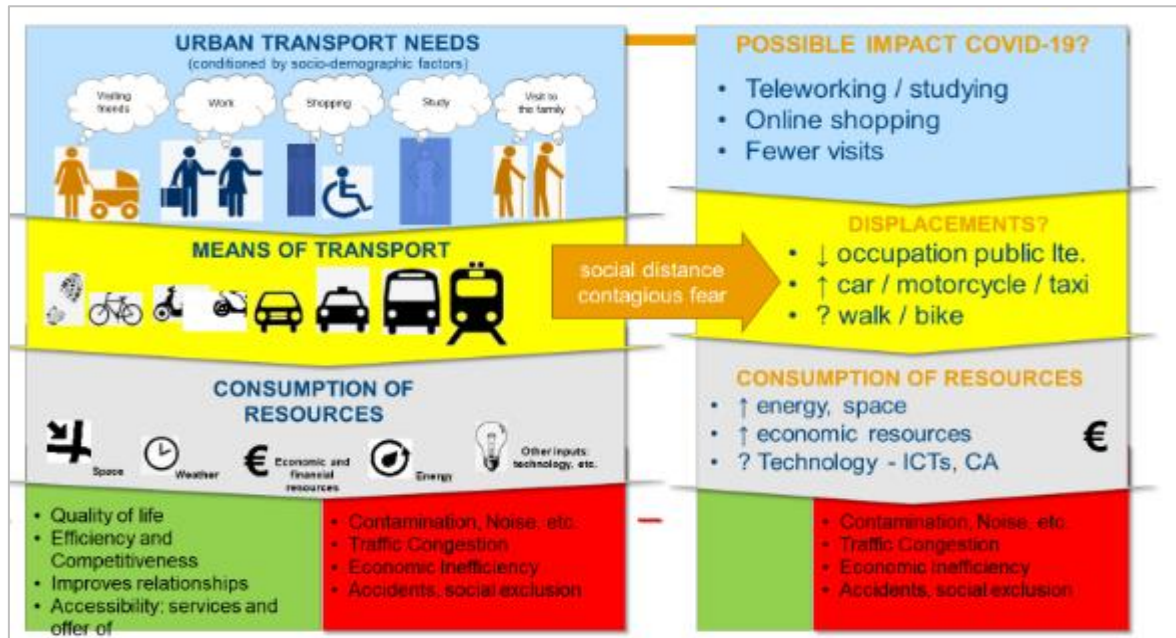 URBAN TRANSPORT NEEDS
(conditioned by socio-demographic factors)
Visiting
friends
Work
Shopping
Study
Visit to
the family
MEANS OF TRANSPORT
CONSUMPTION OF
RESOURCES
Space
Weather
€
Economic and
financial
resources
Energy
Other inputs:
technology, etc.
• Quality of life
• Efficiency and
Competitiveness
• Improves relationships
• Accessibility: services and
offer of
• Contamination, Noise, etc.
• Traffic Congestion
• Economic Inefficiency
• Accidents, social exclusion
social distance
contagious fear
POSSIBLE IMPACT COVID-19?
• Teleworking / studying
• Online shopping
• Fewer visits
DISPLACEMENTS?
• ↓ occupation public lte.
• ↑ car / motorcycle / taxi
• ? walk / bike
CONSUMPTION OF RESOURCES
• ↑ energy, space
• ↑ economic resources
• ? Technology - ICTs, CA
€
• Contamination, Noise, etc.
• Traffic Congestion
• Economic Inefficiency
• Accidents, social exclusion